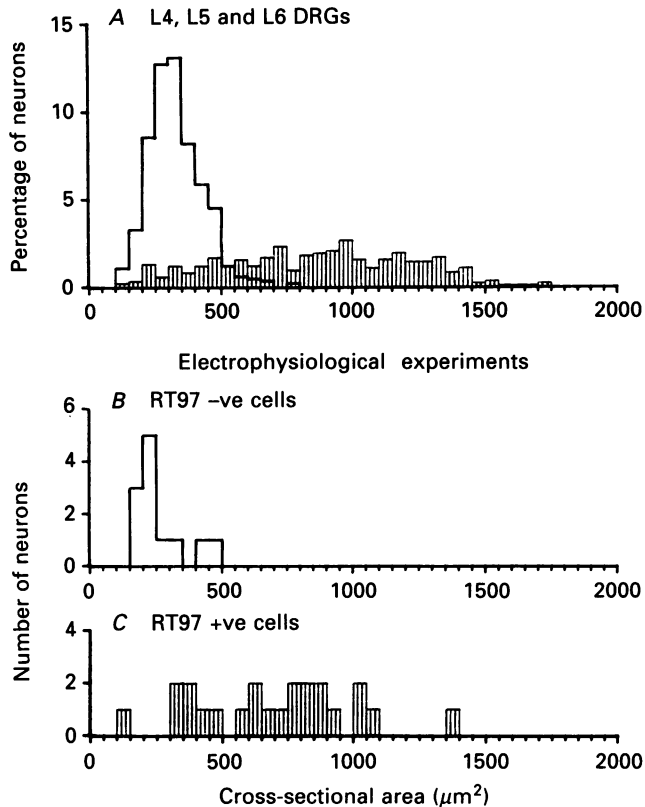 A L4, L5 and L6 DRGs
Percentage of neurons
15
10
5
0
0 500 1000 1500 2000
Electrophysiological experiments
B RT97 –ve cells
Number of neurons
6
4
2
0
0 500 1000 1500 2000
C RT97 +ve cells
4
2
0
0 500 1000 1500 2000
Cross-sectional area (μm²)